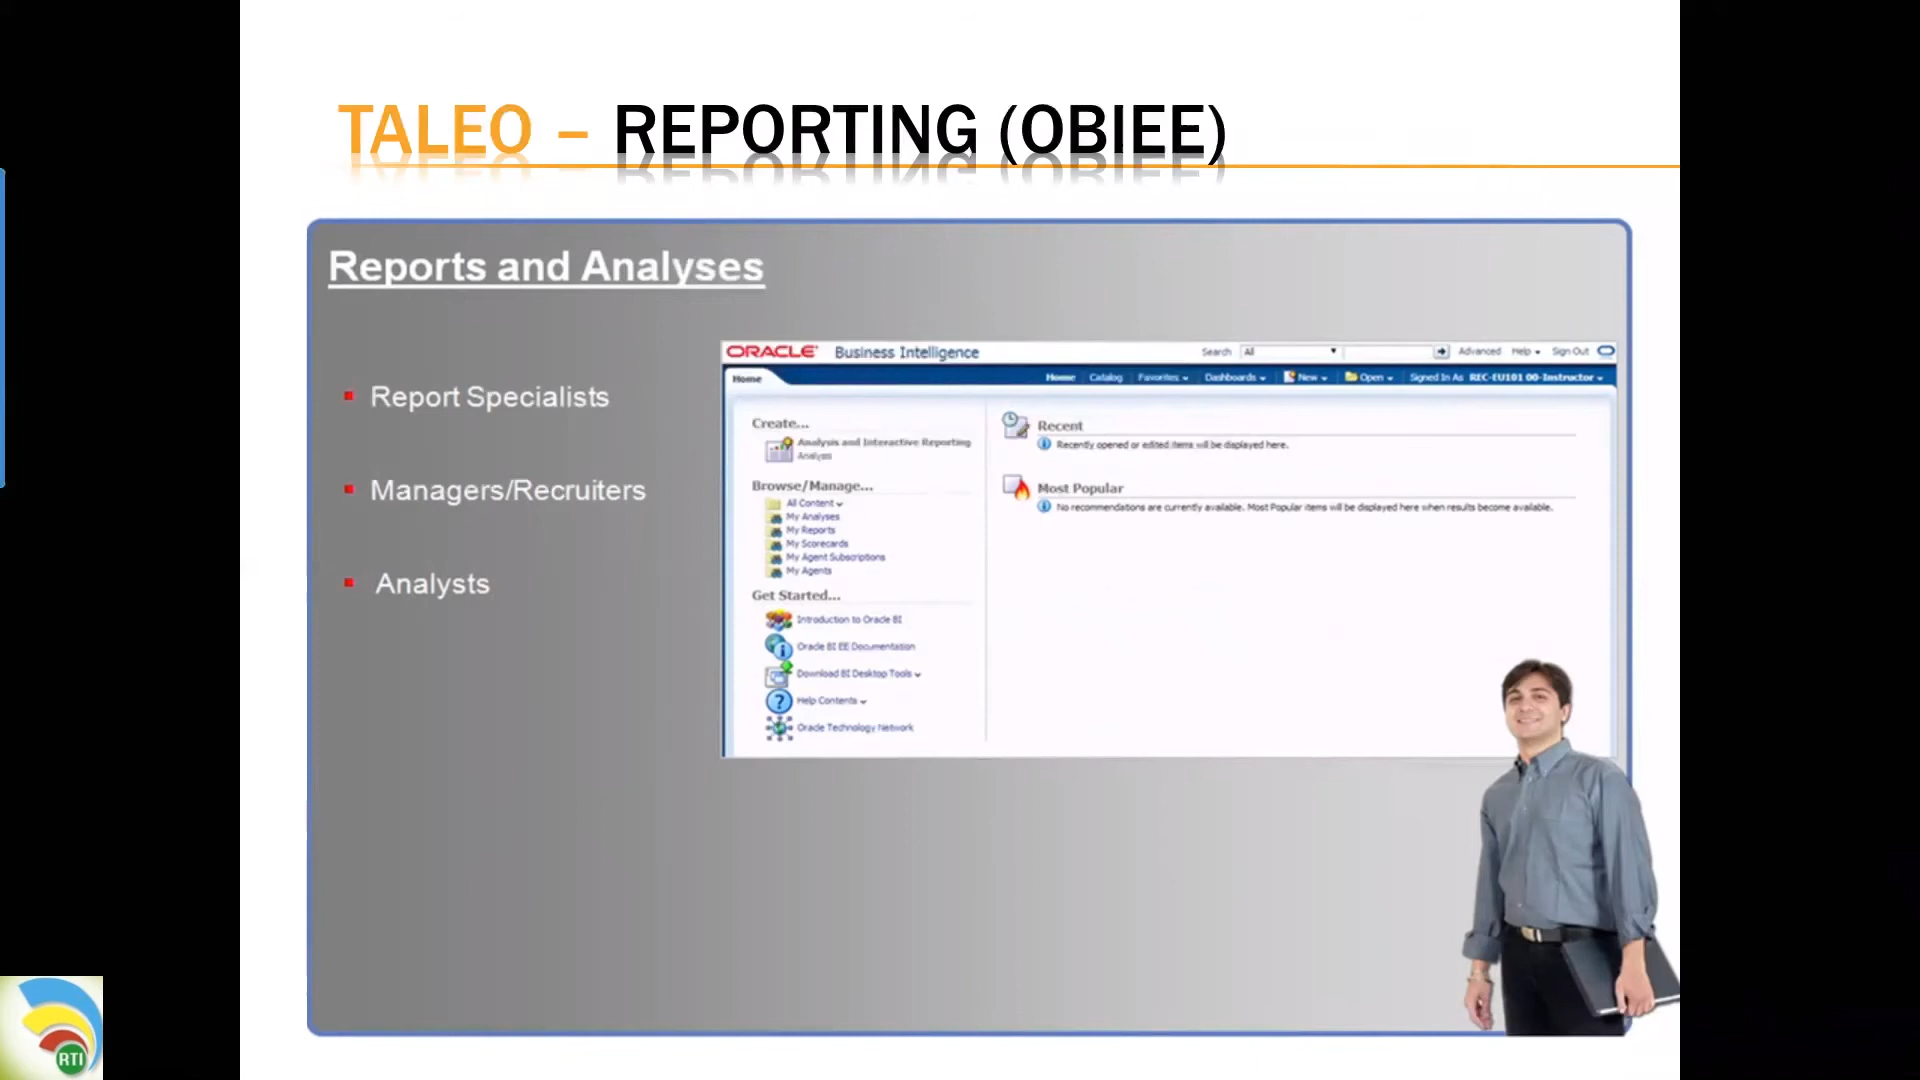 TALEO – REPORTING (OBIEE)
Reports and Analyses
Report Specialists
Managers/Recruiters
Analysts
ORACLE Business Intelligence
Search All Advanced Help Sign Out
Home
Home Catalog Favorites Dashboards New Open Signed In As REC-EU101 00-Instructor
Create...
Analysis and Interactive Reporting
Analysis
Browse/Manage...
All Content
My Analyses
My Reports
My Scorecards
My Agent Subscriptions
My Agents
Get Started...
Introduction to Oracle BI
Oracle BI EE Documentation
Download BI Desktop Tools
Help Contents
Oracle Technology Network
Recent
Recently opened or edited items will be displayed here.
Most Popular
No recommendations are currently available. Most Popular items will be displayed here when results become available.
RTI